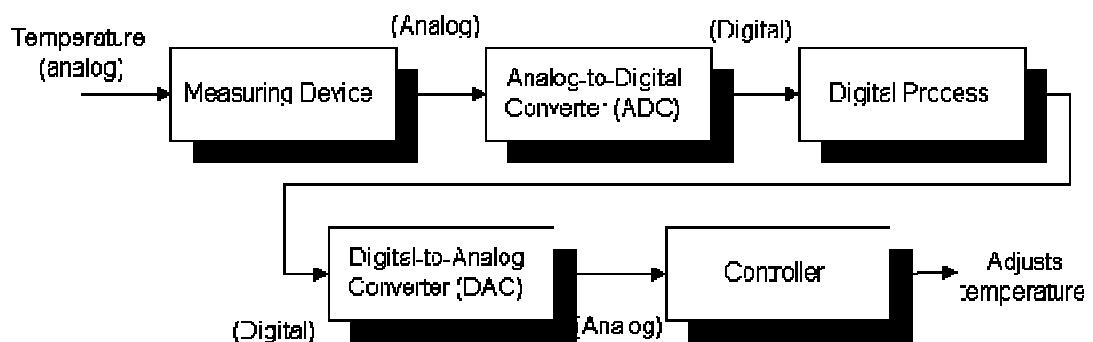 Temperature
(analog)
Measuring Device
(Analog)
Analog-to-Digital
Converter (ADC)
(Digital)
Digital Process
Digital-to-Analog
Converter (DAC)
(Digital)
(Analog)
Controller
Adjusts
temperature